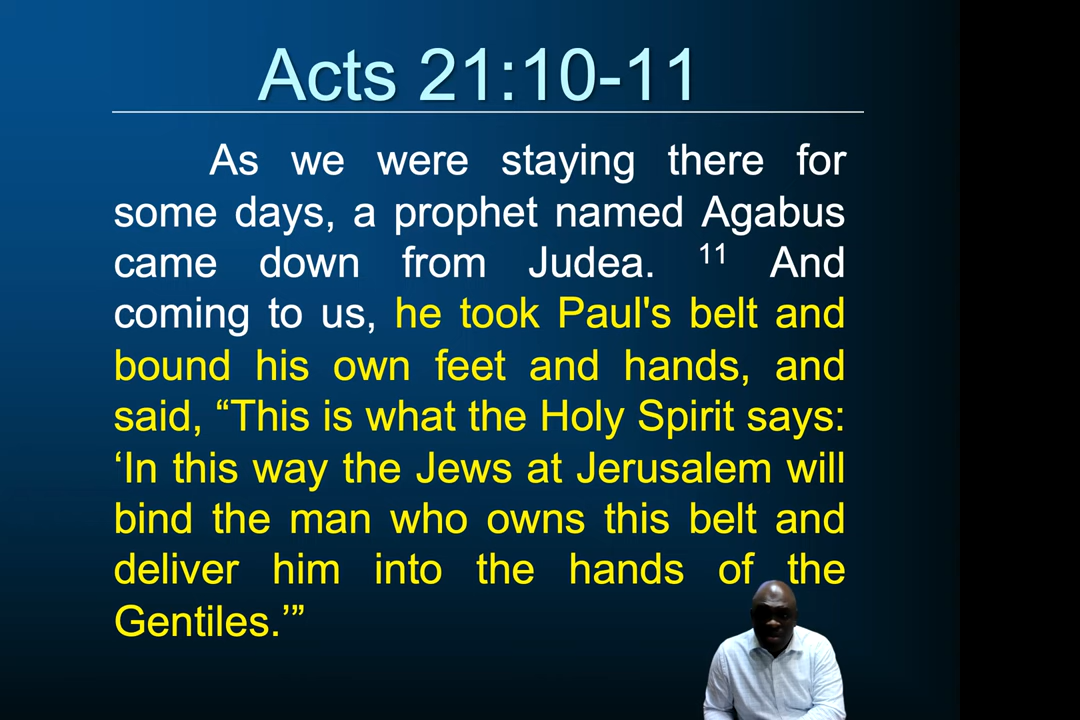 Acts 21:10-11
As we were staying there for
some days, a prophet named Agabus
came down from Judea. 11 And
coming to us, he took Paul's belt and
bound his own feet and hands, and
said, “This is what the Holy Spirit says:
‘In this way the Jews at Jerusalem will
bind the man who owns this belt and
deliver him into the hands of the
Gentiles.’”